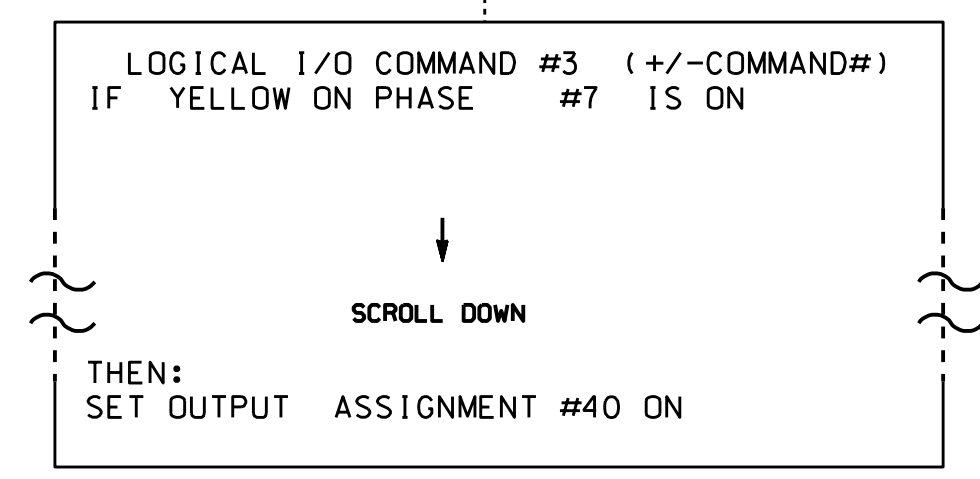 LOGICAL I/O COMMAND #3 (+/-COMMAND#)
IF YELLOW ON PHASE #7 IS ON
SCROLL DOWN
THEN:
SET OUTPUT ASSIGNMENT #40 ON